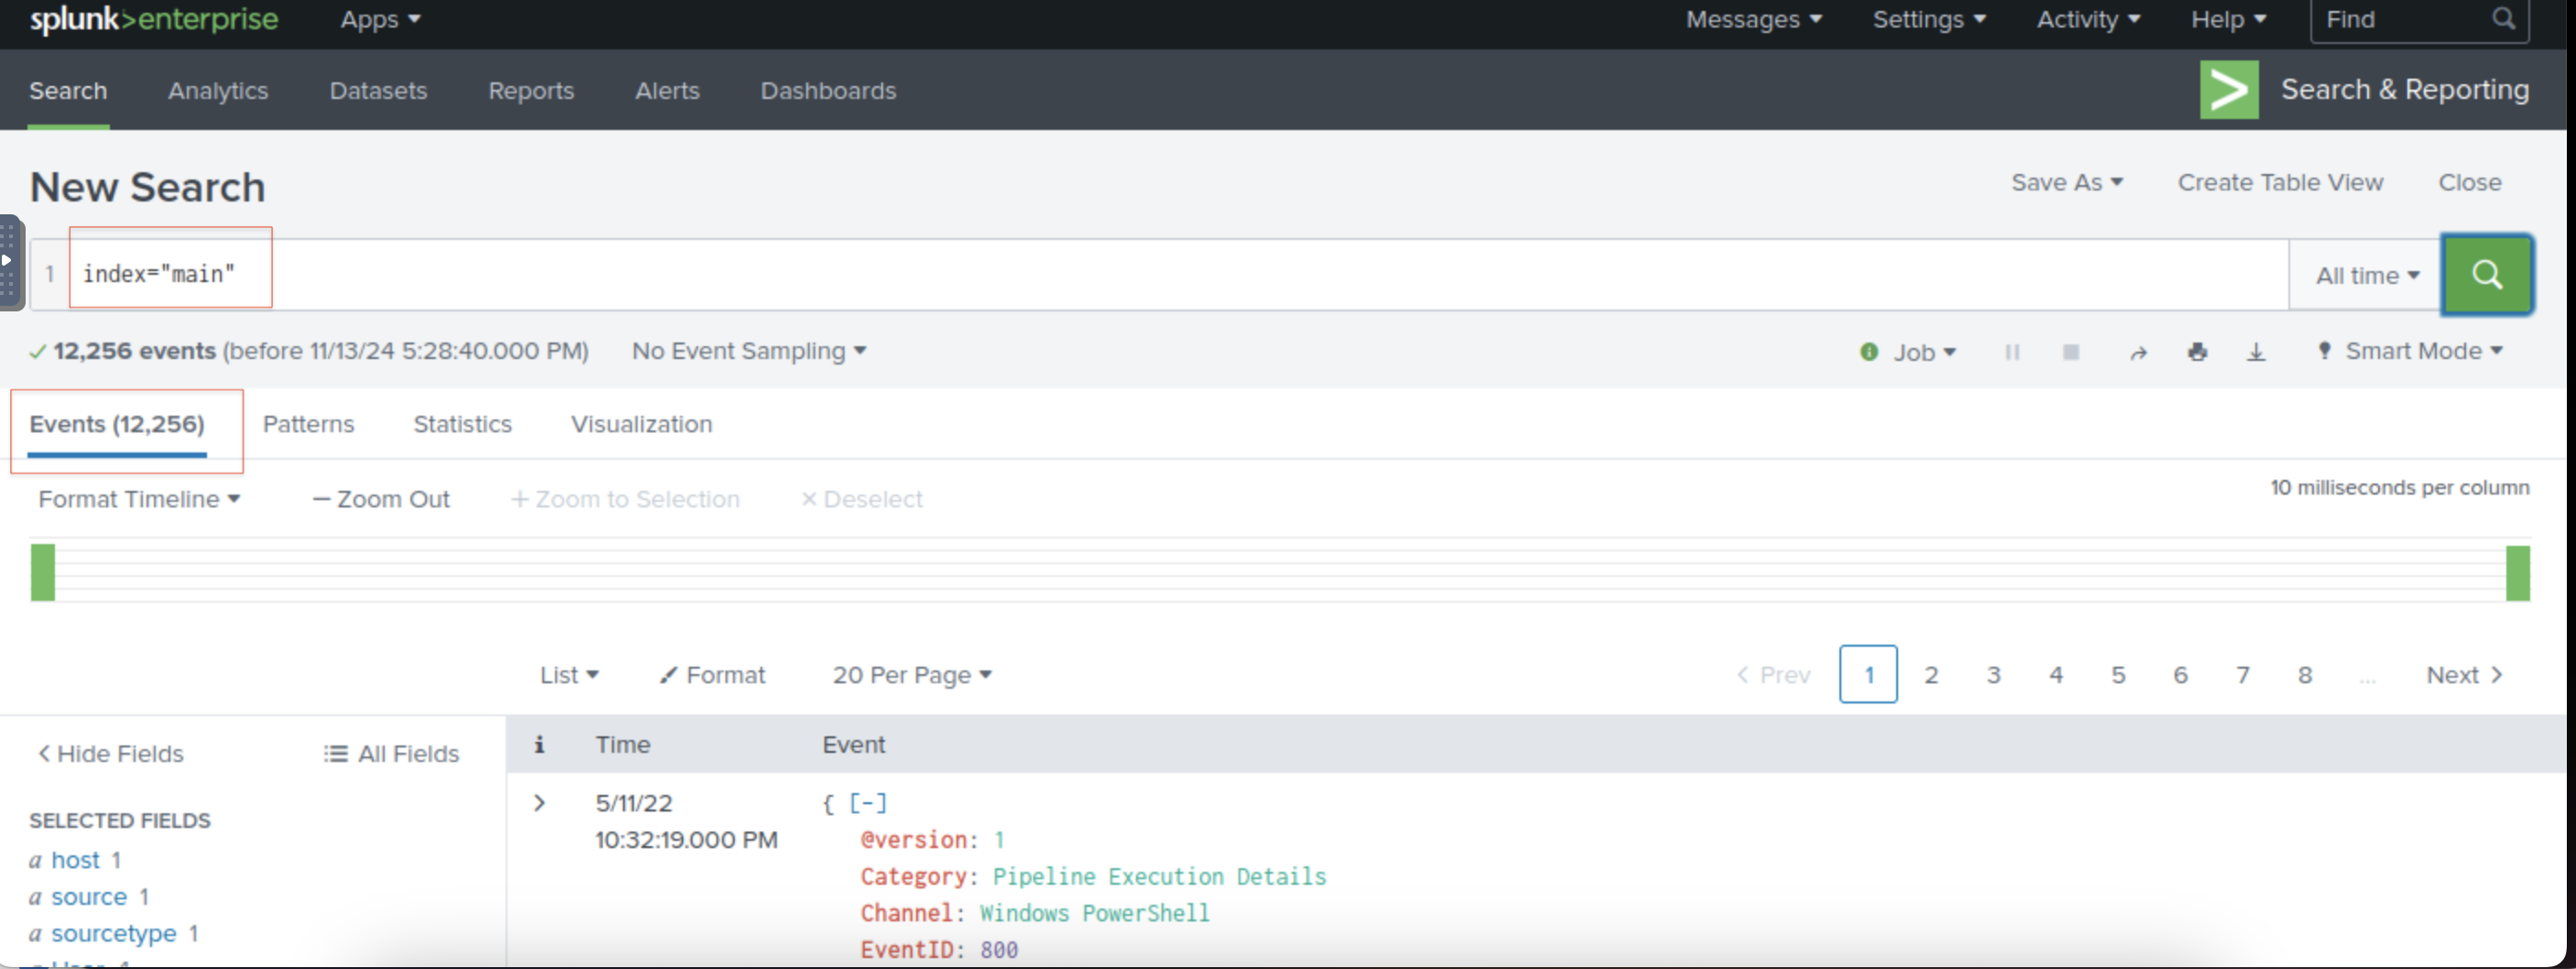 splunk>enterprise Apps Messages Settings Activity Help Find
Search Analytics Datasets Reports Alerts Dashboards Search & Reporting
New Search Save As Create Table View Close
1 index="main" All time
12,256 events (before 11/13/24 5:28:40.000 PM) No Event Sampling Job Smart Mode
Events (12,256) Patterns Statistics Visualization
Format Timeline — Zoom Out + Zoom to Selection × Deselect 10 milliseconds per column
List Format 20 Per Page < Prev 1 2 3 4 5 6 7 8 ... Next >
< Hide Fields All Fields i Time Event
SELECTED FIELDS
a host 1
a source 1
a sourcetype 1
> 5/11/22 { [-]
10:32:19.000 PM @version: 1
Category: Pipeline Execution Details
Channel: Windows PowerShell
EventID: 800